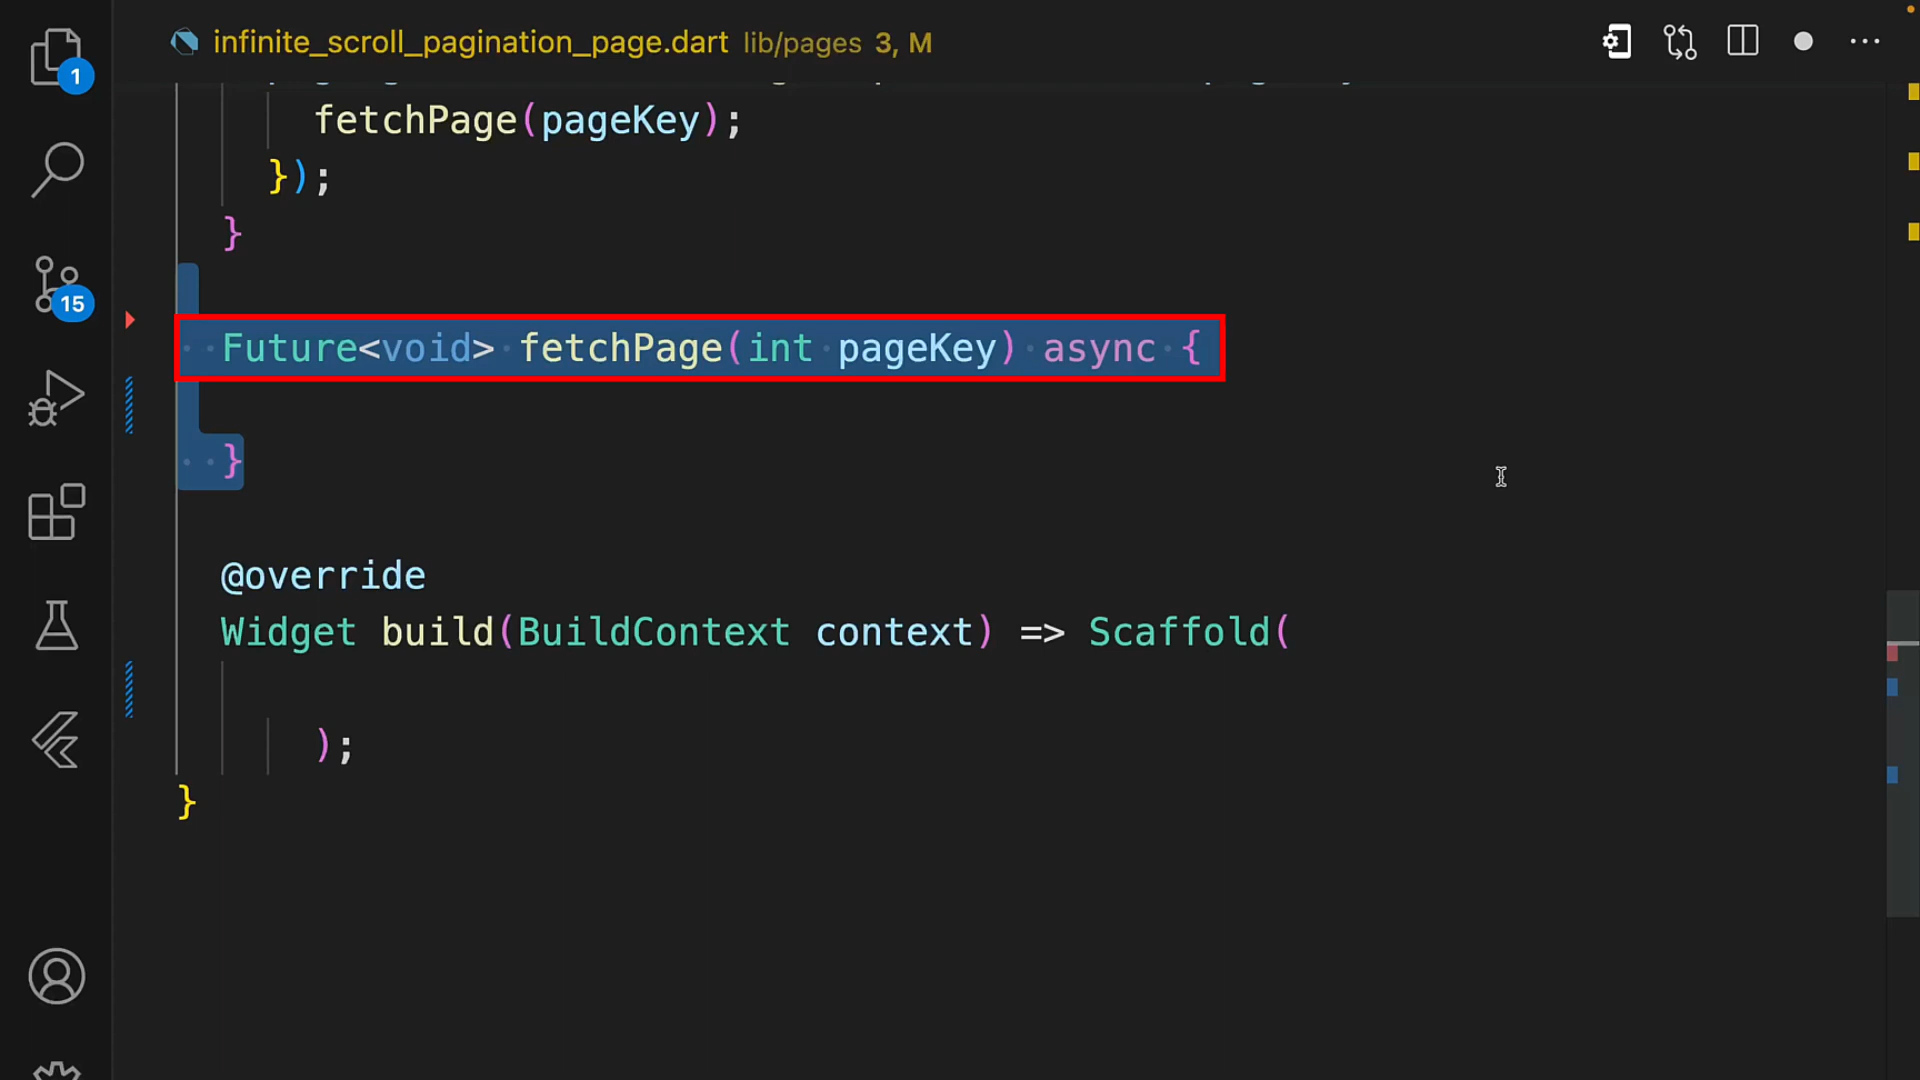 infinite_scroll_pagination_page.dart lib/pages 3, M
1
fetchPage(pageKey);
});
}
15
Future<void> fetchPage(int pageKey) async {
}
@override
Widget build(BuildContext context) => Scaffold(
);
}